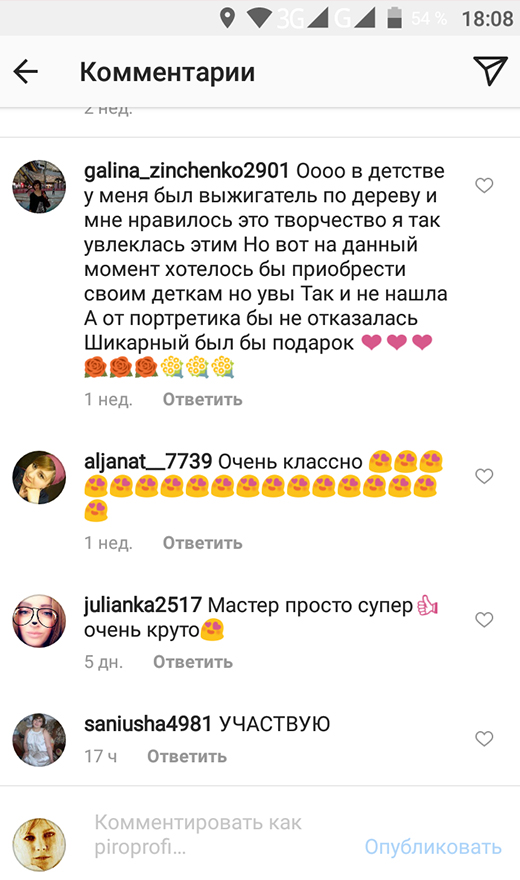 3G G 54 % 18:08
Комментарии
2 нед.
galina_zinchenko2901 Оооо в детстве
у меня был выжигатель по дереву и
мне нравилось это творчество я так
увлеклась этим Но вот на данный
момент хотелось бы приобрести
своим деткам но увы Так и не нашла
А от портретика бы не отказалась
Шикарный был бы подарок ❤❤❤
🌹🌹🌹💐💐💐
1 нед. Ответить
aljanat__7739 Очень классно 😍😍😍
😍😍😍😍😍😍😍😍😍😍😍😍😍😍
😍
1 нед. Ответить
julianka2517 Мастер просто супер👍
очень круто😍
5 дн. Ответить
saniusha4981 УЧАСТВУЮ
17 ч Ответить
Комментировать как
piroprofi...
Опубликовать